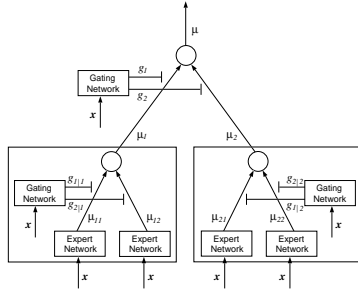 μ
g1
Gating
Network
g2
x
μ1
μ2
g1|1
g2|2
Gating
Network
Gating
Network
g2|1
g1|2
μ11
μ12
μ21
μ22
x
x
Expert
Network
Expert
Network
Expert
Network
Expert
Network
x
x
x
x